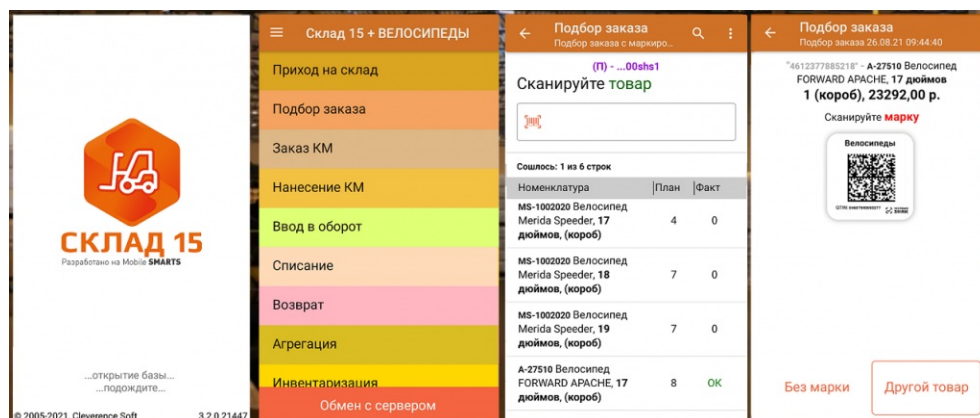 СКЛАД 15
Разработано на Mobile SMARTS
...открытие базы...
...подождите...
© 2005-2021, Cleverence Soft
3.2.0.21447
Склад 15 + ВЕЛОСИПЕДЫ
Приход на склад
Подбор заказа
Заказ КМ
Нанесение КМ
Ввод в оборот
Списание
Возврат
Агрегация
Инвентаризация
Обмен с сервером
Подбор заказа
Подбор заказа с маркиро...
(П) - ...00shs1
Сканируйте товар
Сошлось: 1 из 6 строк
Номенклатура План Факт
MS-1002020 Велосипед
Merida Speeder, 17 4 0
дюймов, (короб)
MS-1002020 Велосипед
Merida Speeder, 18 7 0
дюймов, (короб)
MS-1002020 Велосипед
Merida Speeder, 19 7 0
дюймов, (короб)
A-27510 Велосипед
FORWARD APACHE, 17 8 ОК
дюймов, (короб)
Подбор заказа
Подбор заказа 26.08.21 09:44:40
"4612377885218" - A-27510 Велосипед
FORWARD APACHE, 17 дюймов
1 (короб), 23292,00 р.
Сканируйте марку
Велосипеды
Без марки
Другой товар